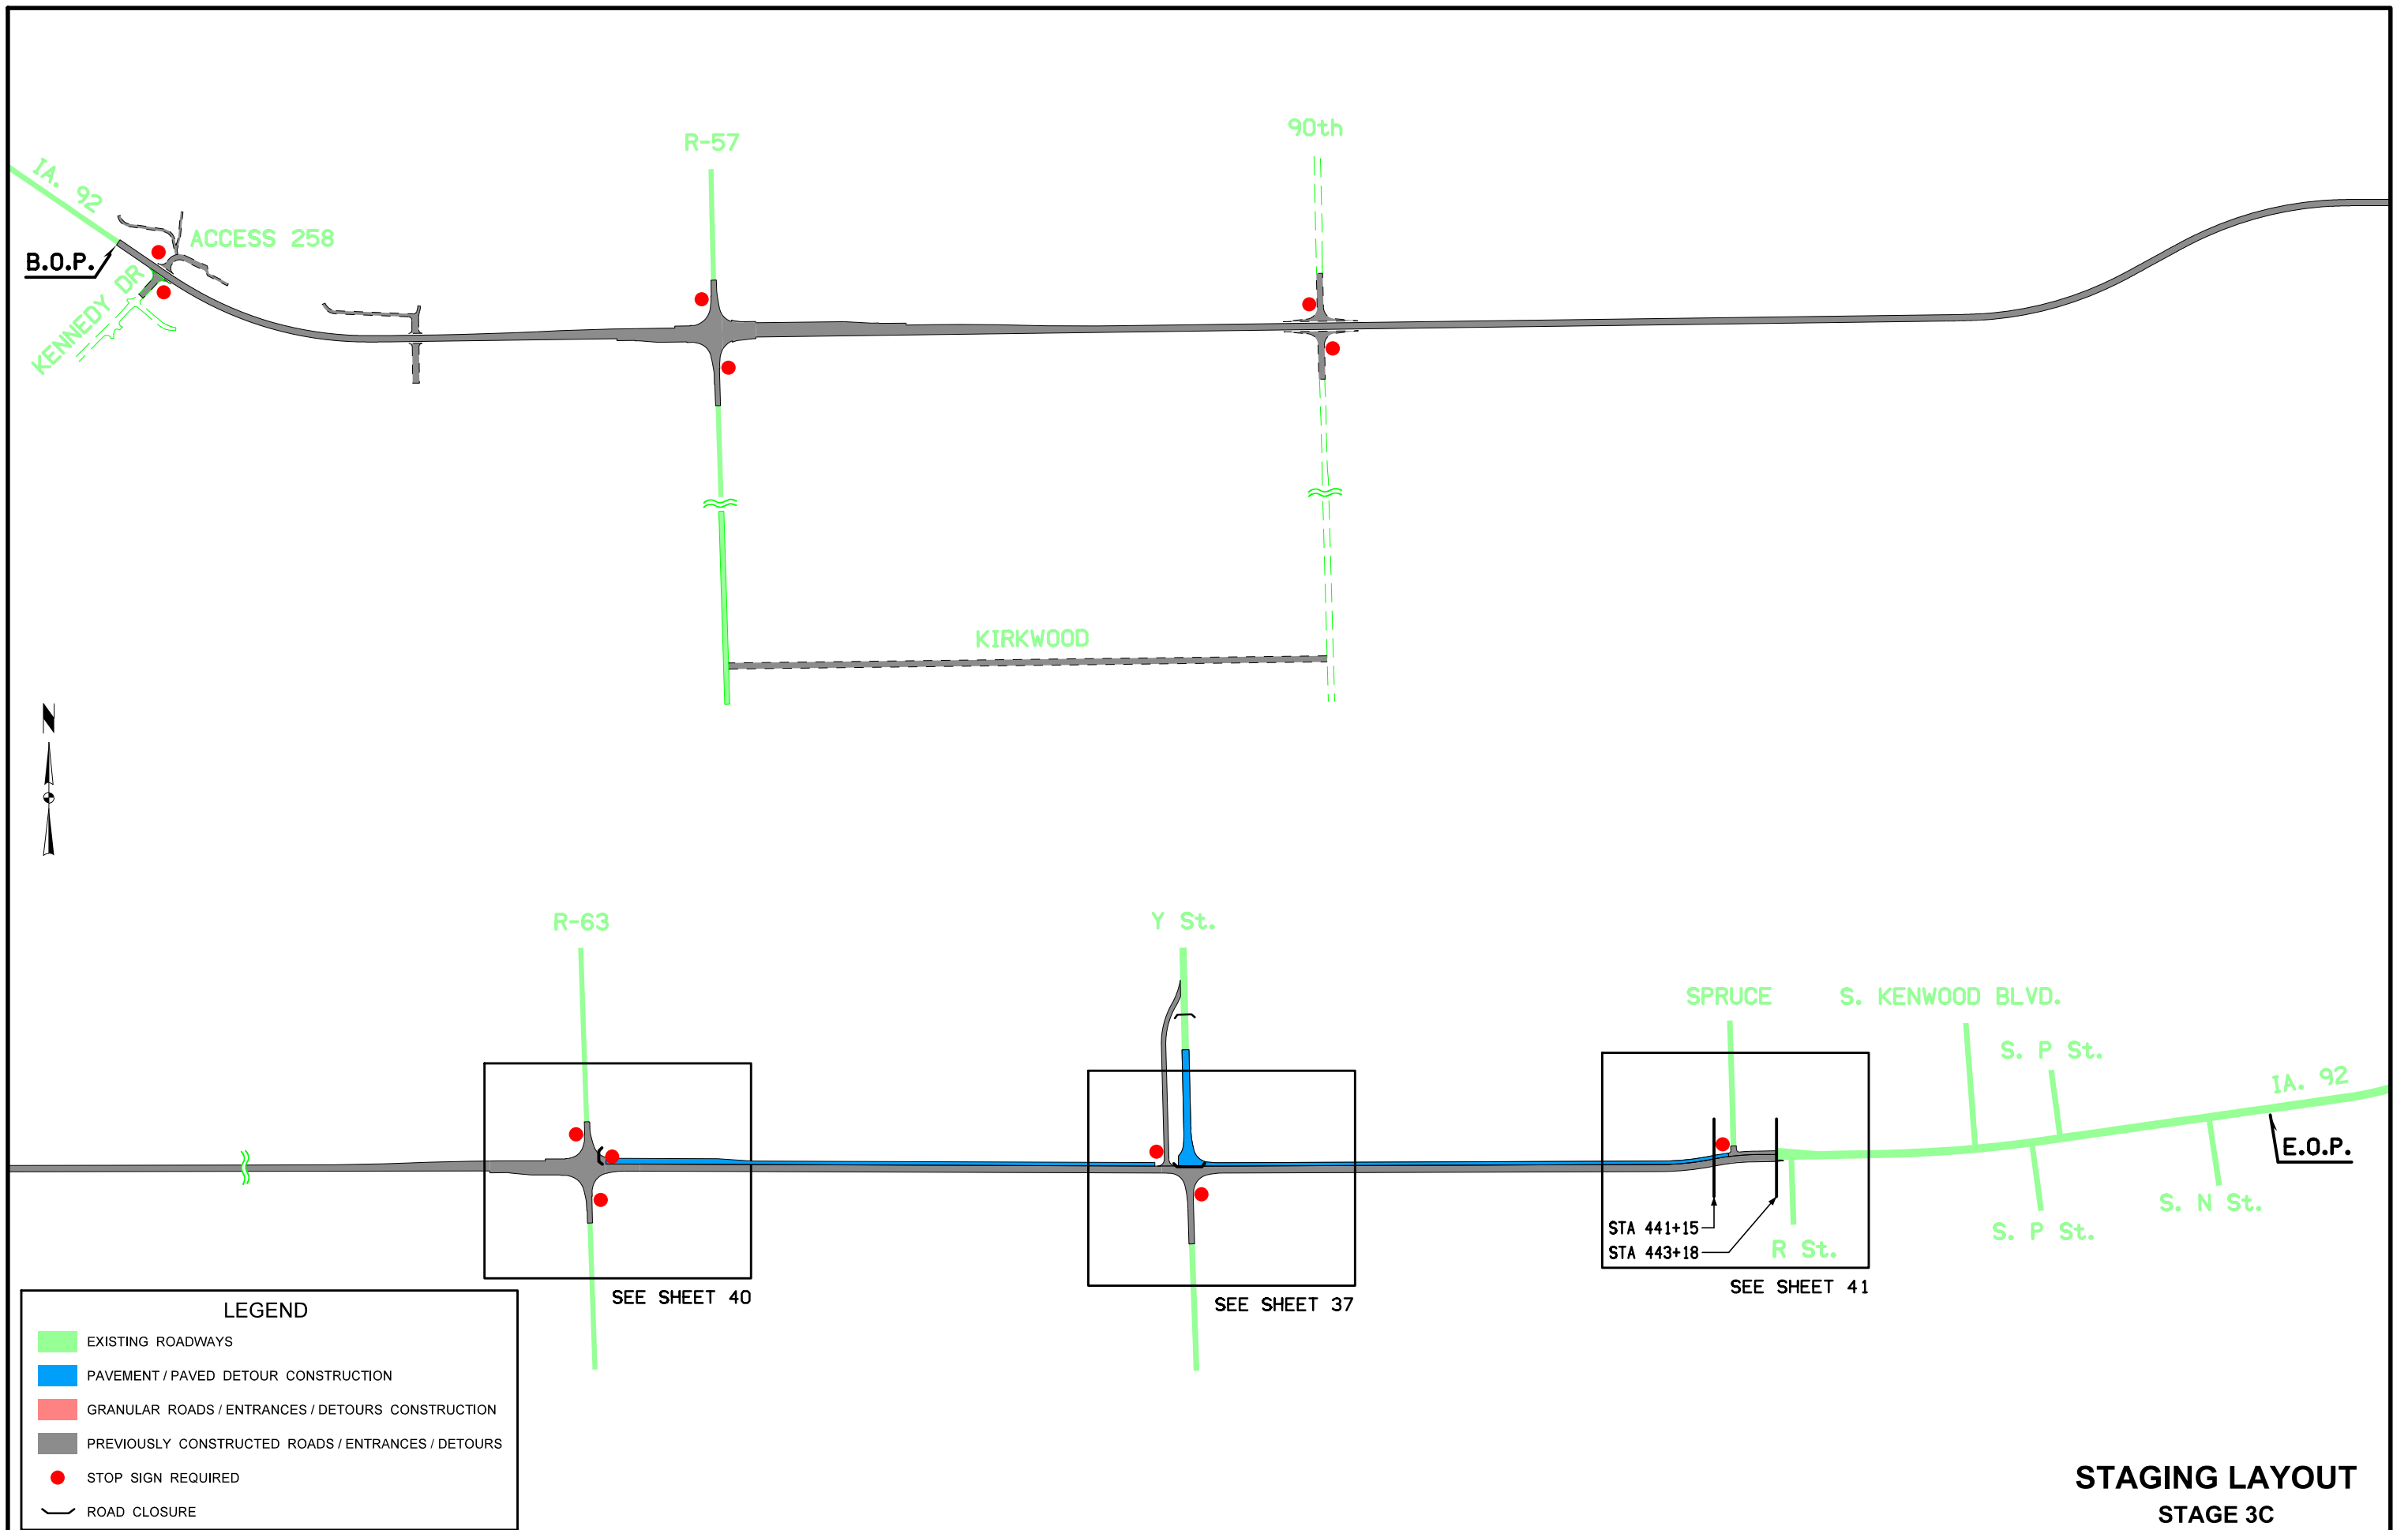 R-57
90th
IA. 92
ACCESS 258
B.O.P.
KENNEDY DR
KIRKWOOD
N
R-63
Y St.
SPRUCE
S. KENWOOD BLVD.
S. P St.
IA. 92
E.O.P.
S. N St.
S. P St.
STA 441+15
STA 443+18
R St.
SEE SHEET 40
SEE SHEET 37
SEE SHEET 41
LEGEND
EXISTING ROADWAYS
PAVEMENT / PAVED DETOUR CONSTRUCTION
GRANULAR ROADS / ENTRANCES / DETOURS CONSTRUCTION
PREVIOUSLY CONSTRUCTED ROADS / ENTRANCES / DETOURS
STOP SIGN REQUIRED
ROAD CLOSURE
STAGING LAYOUT
STAGE 3C